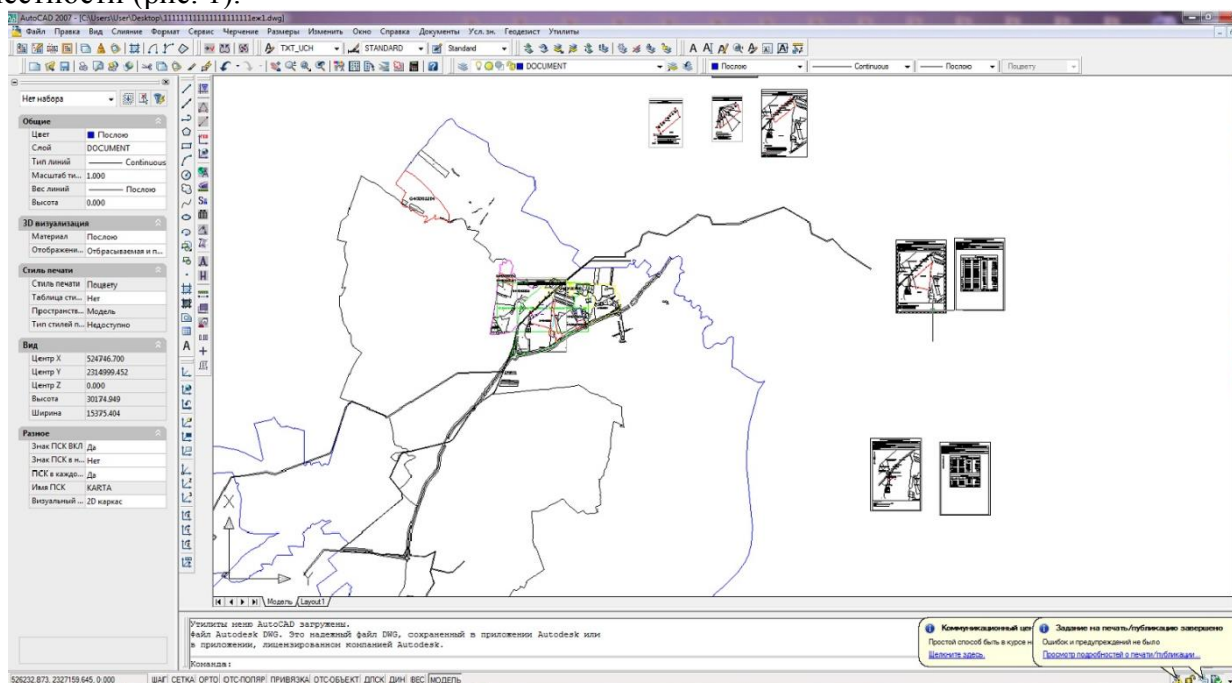 естности (рис. 1).
AutoCAD 2007 - [C:\Users\User\Desktop\
Файл Правка Вид Слияние Формат Сервис Черчение Размеры Изменить Окно Справка Документы Усл. зн. Геодезист Утилиты
TXT_UCH STANDARD Standard
DOCUMENT Послою Continuous Послою Поцвету
Нет набора
Общие
Цвет Послою
Слой DOCUMENT
Тип линий Continuous
Масштаб ти... 1.000
Вес линий Послою
Высота 0.000
3D визуализация
Материал Послою
Отображени... Отбрасываемая и п...
Стиль печати
Стиль печати Поцвету
Таблица сти... Нет
Пространств... Модель
Тип стилей п... Недоступно
Вид
Центр X 524746.700
Центр Y 2314999.452
Центр Z 0.000
Высота 30174.949
Ширина 15375.404
Разное
Знак ПСК ВКЛ Да
Знак ПСК в н... Нет
ПСК в каждо... Да
Имя ПСК KARTA
Визуальный ... 2D каркас
X
Модель Layout1
Утилиты меню AutoCAD загружены.
Файл Autodesk DWG. Это надежный файл DWG, сохраненный в приложении Autodesk или
в приложении, лицензированном компанией Autodesk.
Команда:
Коммуникационный цен
Простой способ быть в курсе н
Щелкните здесь.
Задание на печать/публикацию завершено
Ошибок и предупреждений не было
Просмотр подробностей о печати/публикации...
526232.873, 2327159.645, 0.000 ШАГ СЕТКА ОРТО ОТС-ПОЛЯР ПРИВЯЗКА ОТС-ОБЪЕКТ ДПСК ДИН ВЕС МОДЕЛЬ